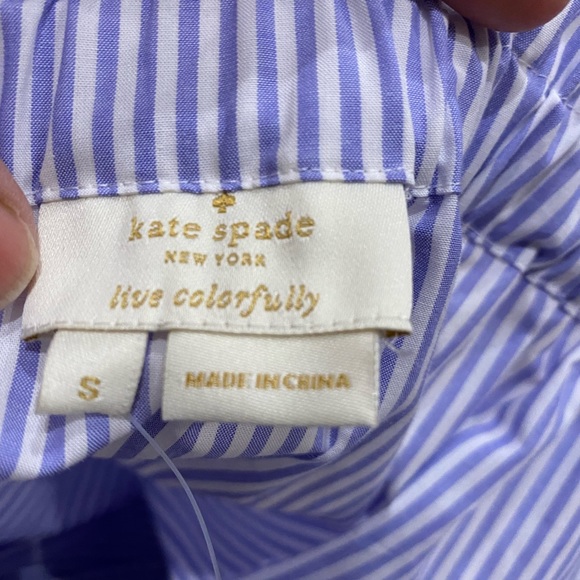 kate spade
NEW YORK
live colorfully
S
MADE IN CHINA